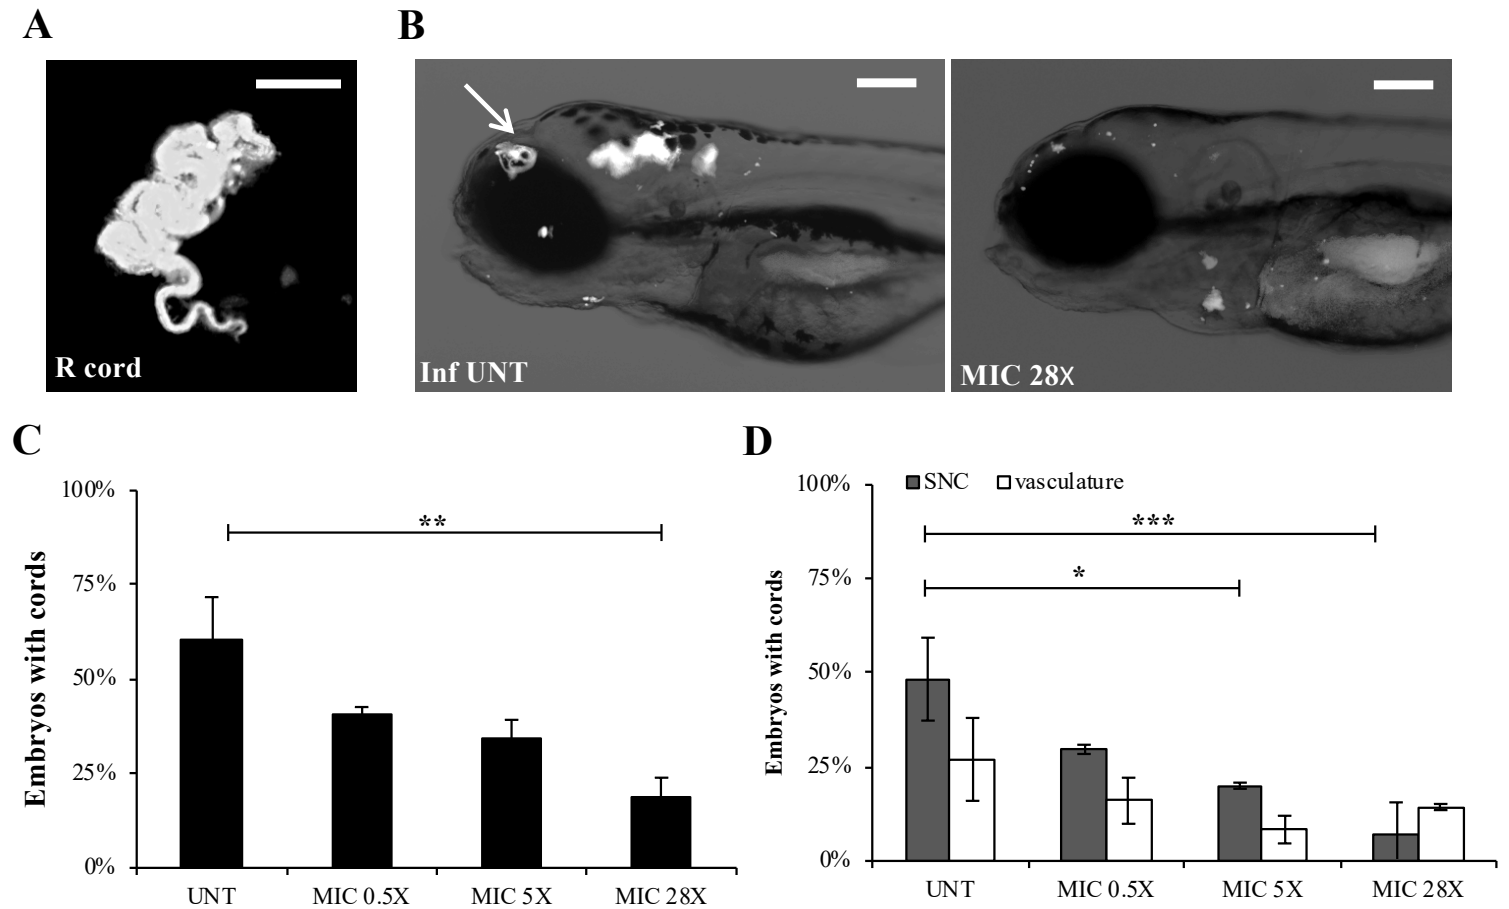 A
B
R cord
Inf UNT
MIC 28X
C
D
Embryos with cords
100%
75%
50%
25%
0%
**
UNT
MIC 0.5X
MIC 5X
MIC 28X
Embryos with cords
100%
75%
50%
25%
0%
SNC
vasculature
***
*
UNT
MIC 0.5X
MIC 5X
MIC 28X